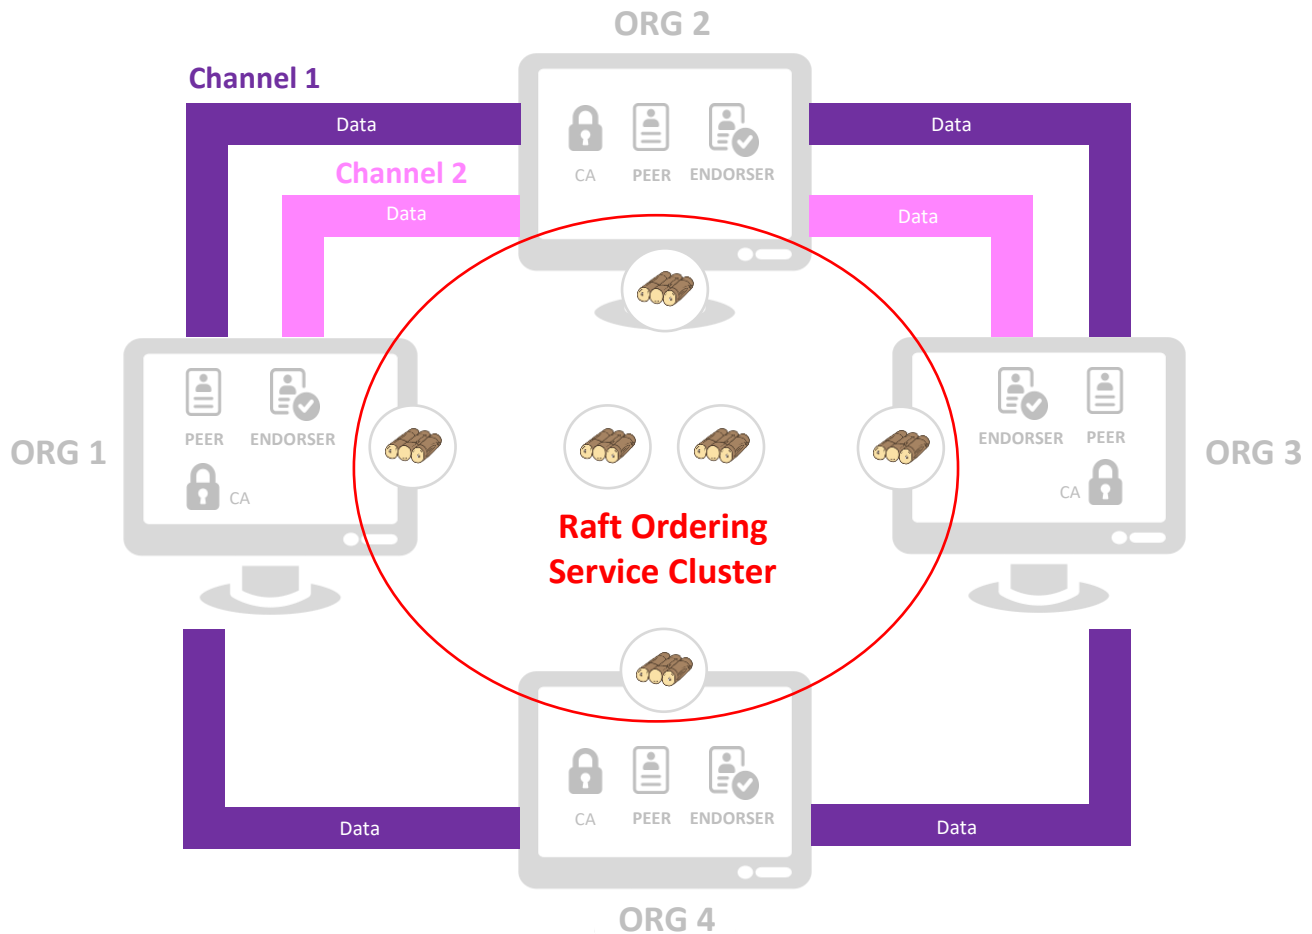 ORG 2
Channel 1
Data
Data
CA PEER ENDORSER
Channel 2
Data
Data
ORG 1
PEER ENDORSER
CA
ENDORSER PEER
CA
ORG 3
Raft Ordering
Service Cluster
CA PEER ENDORSER
Data
Data
ORG 4